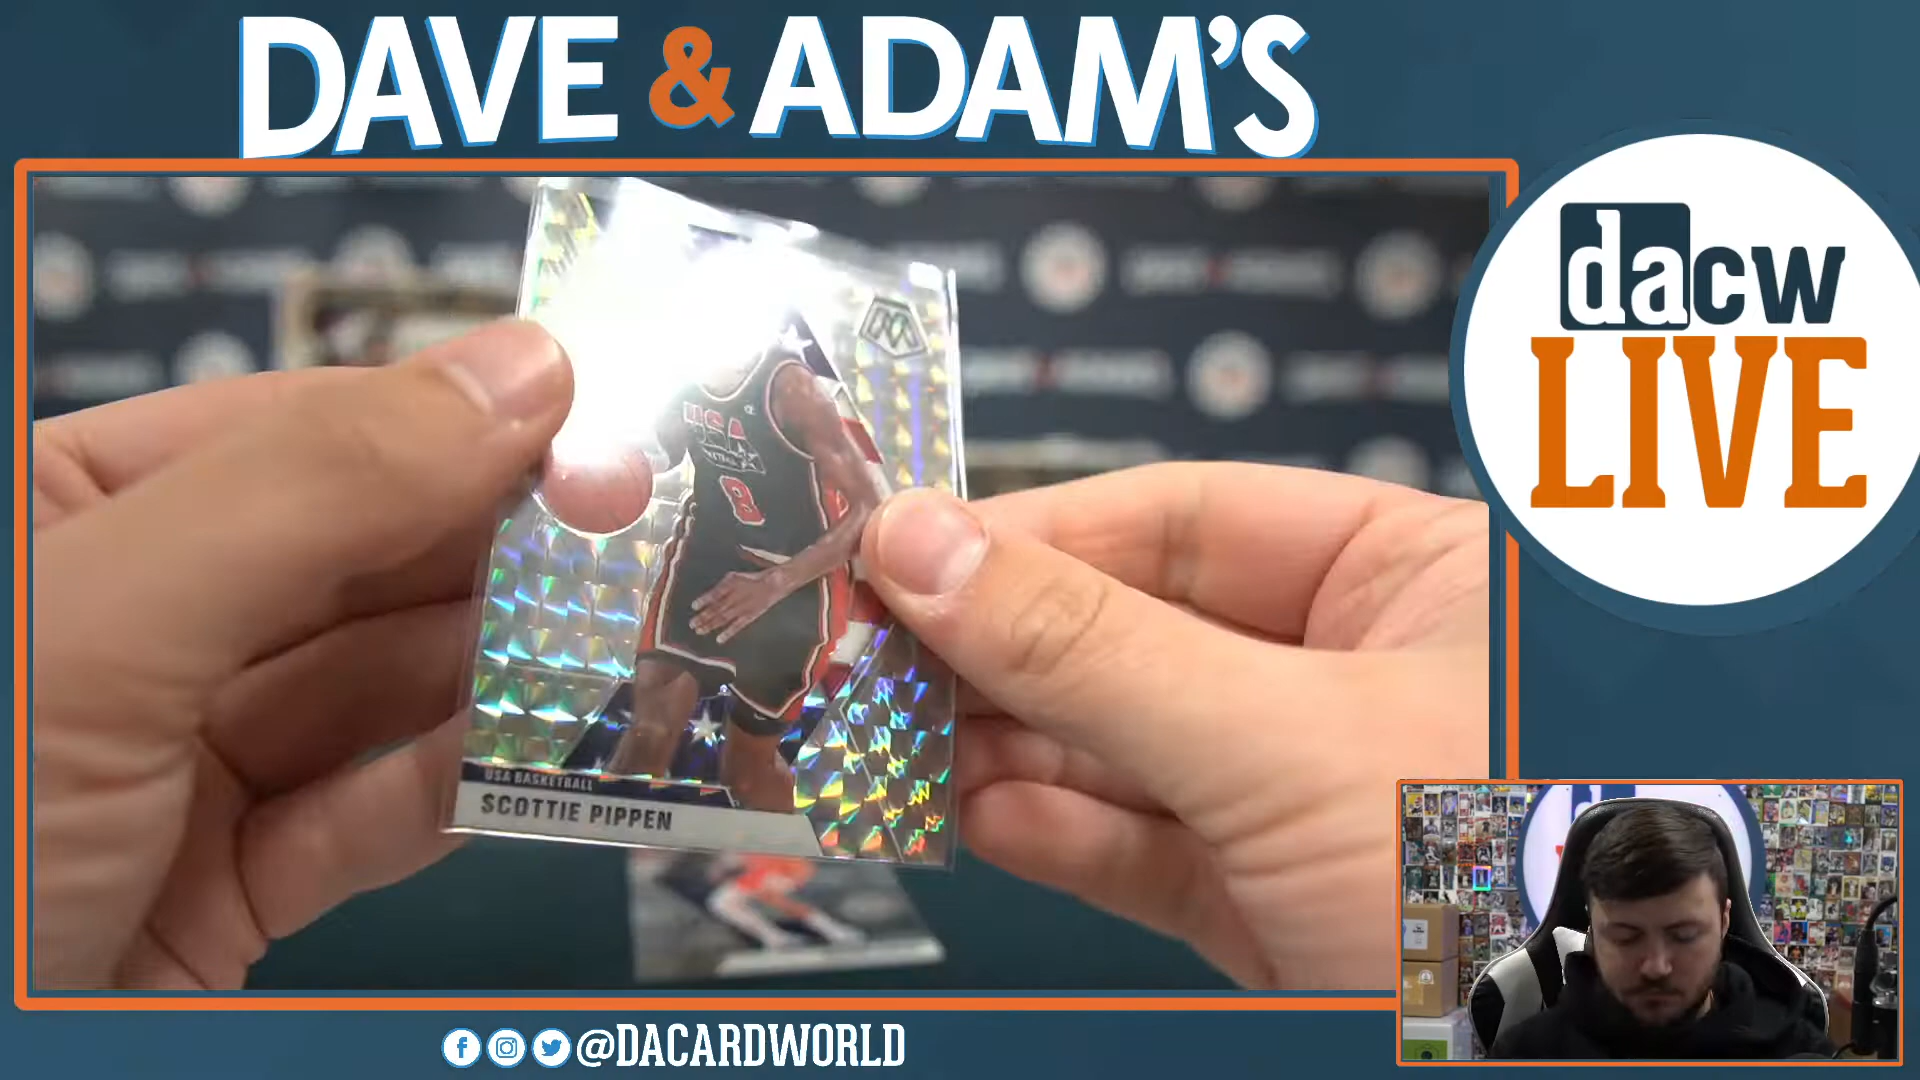 DAVE & ADAM'S
dacw
LIVE
USA
8
USA BASKETBALL
SCOTTIE PIPPEN
@DACARDWORLD